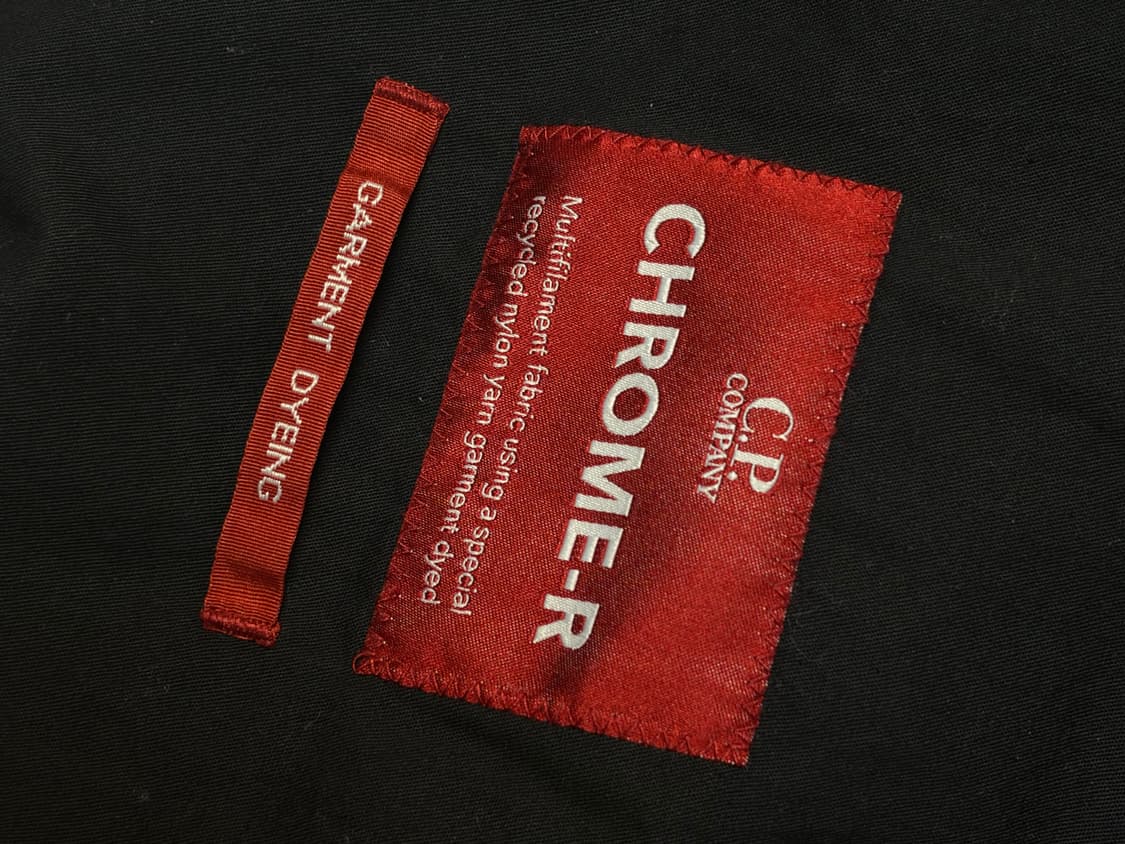 C.P.
COMPANY
CHROME-R
Multifilament fabric using a special
recycled nylon yarn garment dyed
GARMENT DYEING